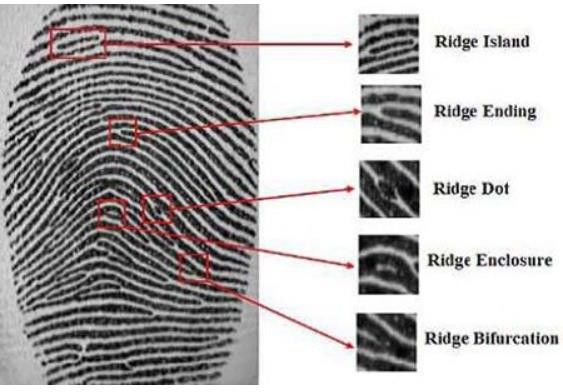 Ridge Island
Ridge Ending
Ridge Dot
Ridge Enclosure
Ridge Bifurcation